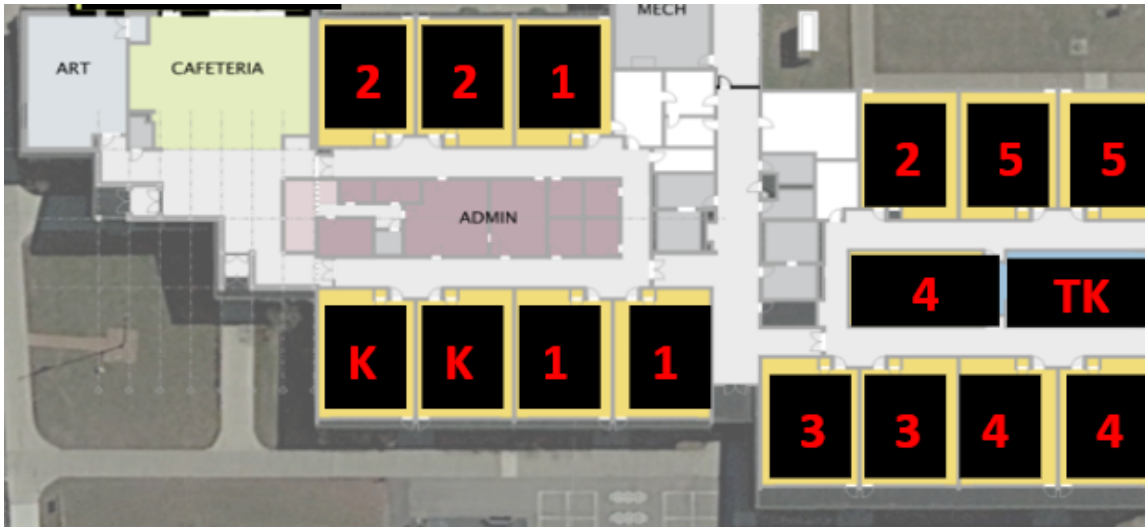 MECH
ART
CAFETERIA
2 2 1
2 5 5
ADMIN
4 TK
K K 1 1
3 3 4 4